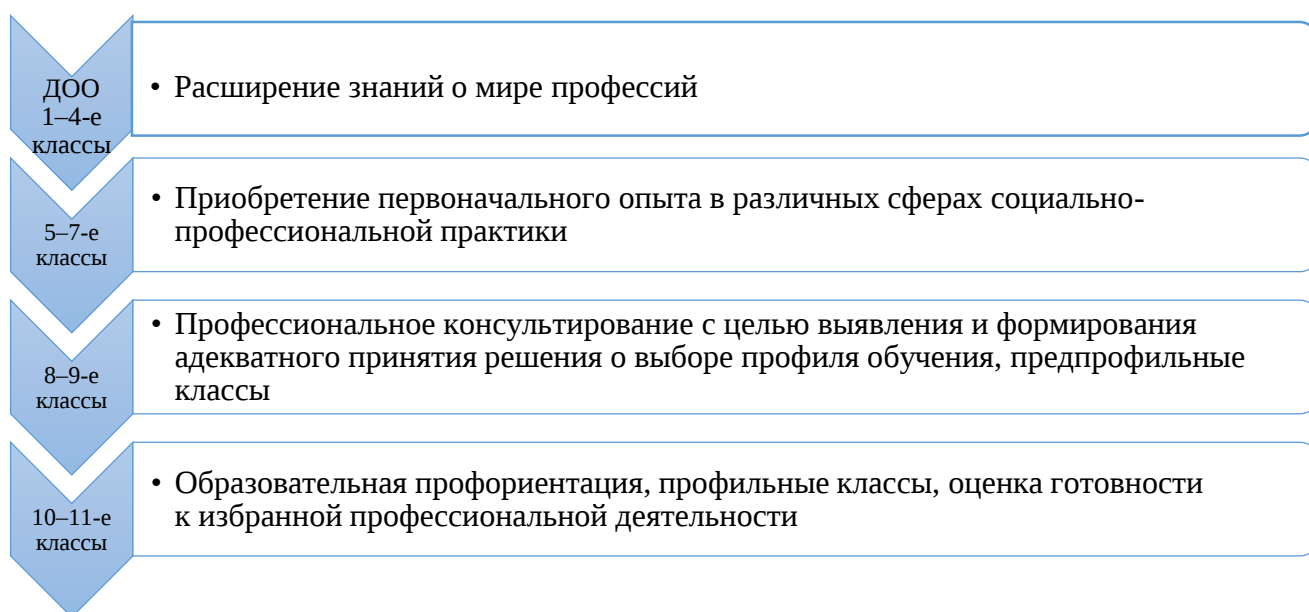 ДОО
1–4-е
классы
• Расширение знаний о мире профессий
5–7-е
классы
• Приобретение первоначального опыта в различных сферах социально-
профессиональной практики
8–9-е
классы
• Профессиональное консультирование с целью выявления и формирования
адекватного принятия решения о выборе профиля обучения, предпрофильные
классы
10–11-е
классы
• Образовательная профориентация, профильные классы, оценка готовности
к избранной профессиональной деятельности